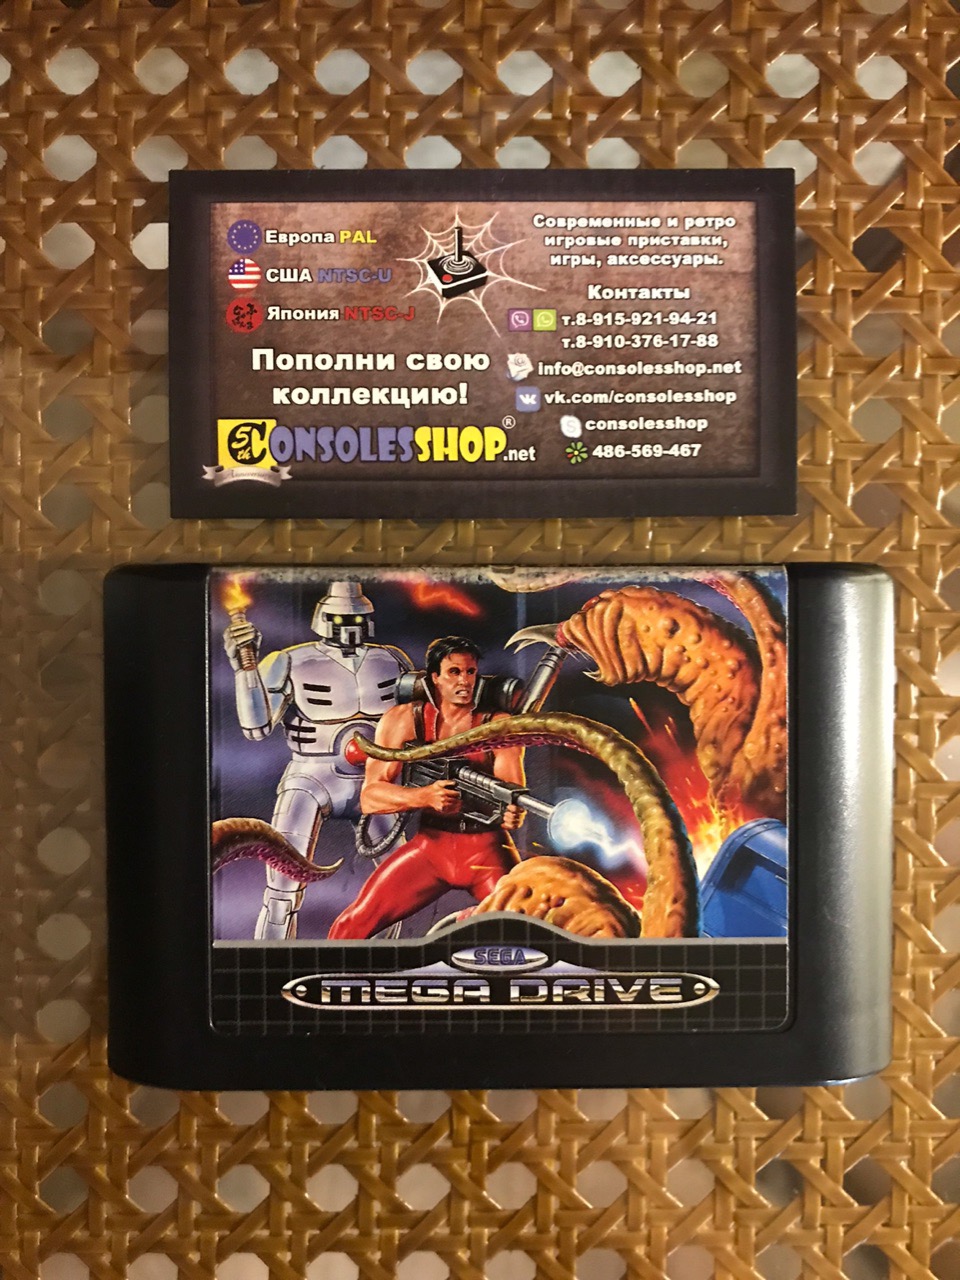 Европа PAL
США NTSC-U
Япония NTSC-J
Пополни свою
коллекцию!
5th CONSOLESSHOP.net ®
Anniversary
Современные и ретро
игровые приставки,
игры, аксессуары.
Контакты
т.8-915-921-94-21
т.8-910-376-17-88
info@consolesshop.net
vk.com/consolesshop
consolesshop
486-569-467
SEGA
MEGA DRIVE